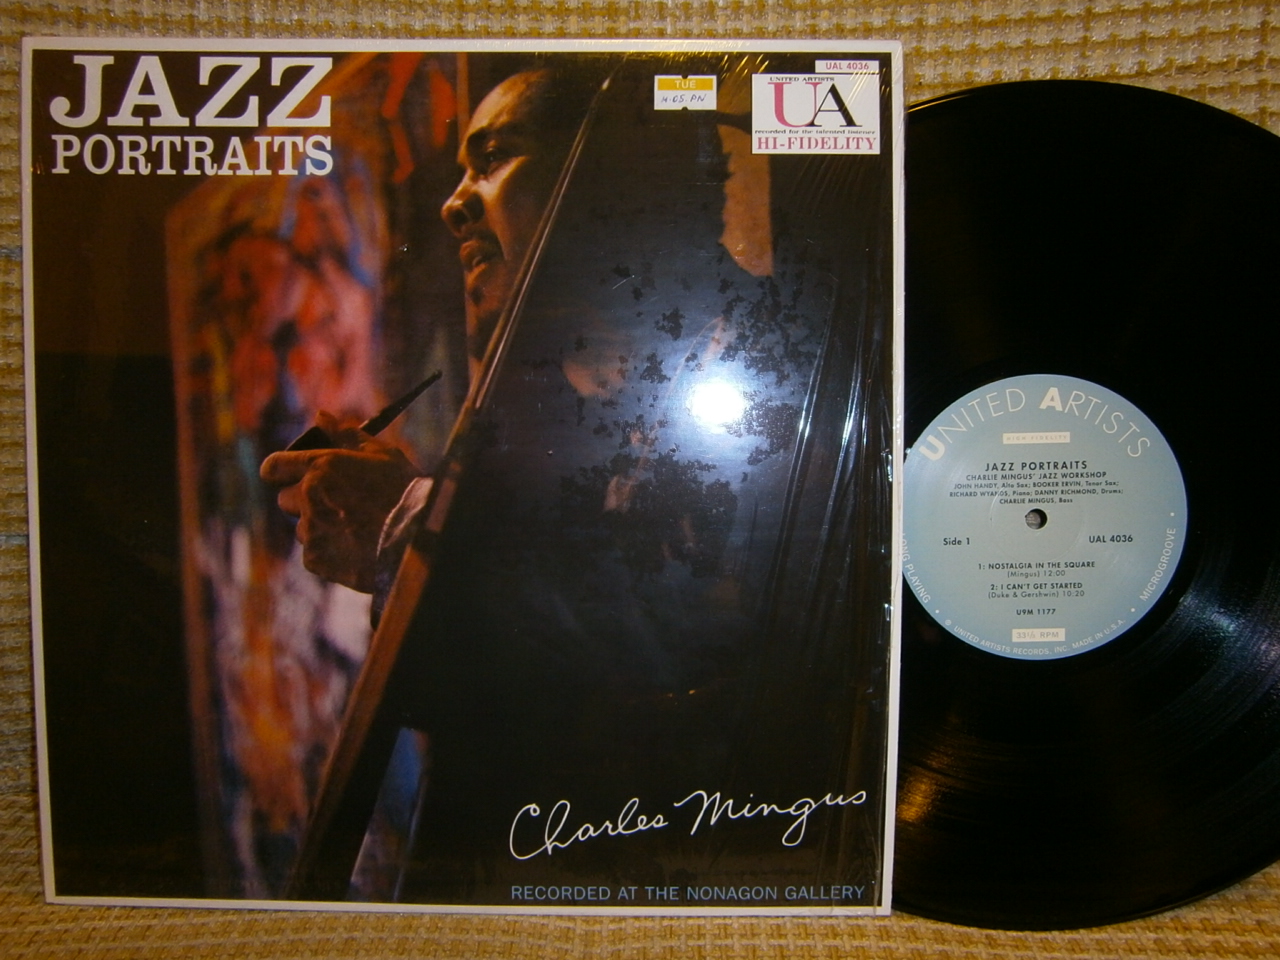 JAZZ
PORTRAITS
TUE
UAL 4036
UNITED ARTISTS
UA
recorded for the talented listener
HI-FIDELITY
Charles Mingus
RECORDED AT THE NONAGON GALLERY
UNITED ARTISTS
HIGH FIDELITY
JAZZ PORTRAITS
CHARLIE MINGUS' JAZZ WORKSHOP
JOHN HANDY, Alto Sax; BOOKER ERVIN, Tenor Sax;
RICHARD WYANDS, Piano; DANNY RICHMOND, Drums;
CHARLIE MINGUS, Bass
Side 1
UAL 4036
1: NOSTALGIA IN THE SQUARE
(Mingus) 12:00
2: I CAN'T GET STARTED
(Duke & Gershwin) 10:20
U9M 1177
33⅓ RPM
PLAYING
MICROGROOVE
UNITED ARTISTS RECORDS, INC. MADE IN U.S.A.